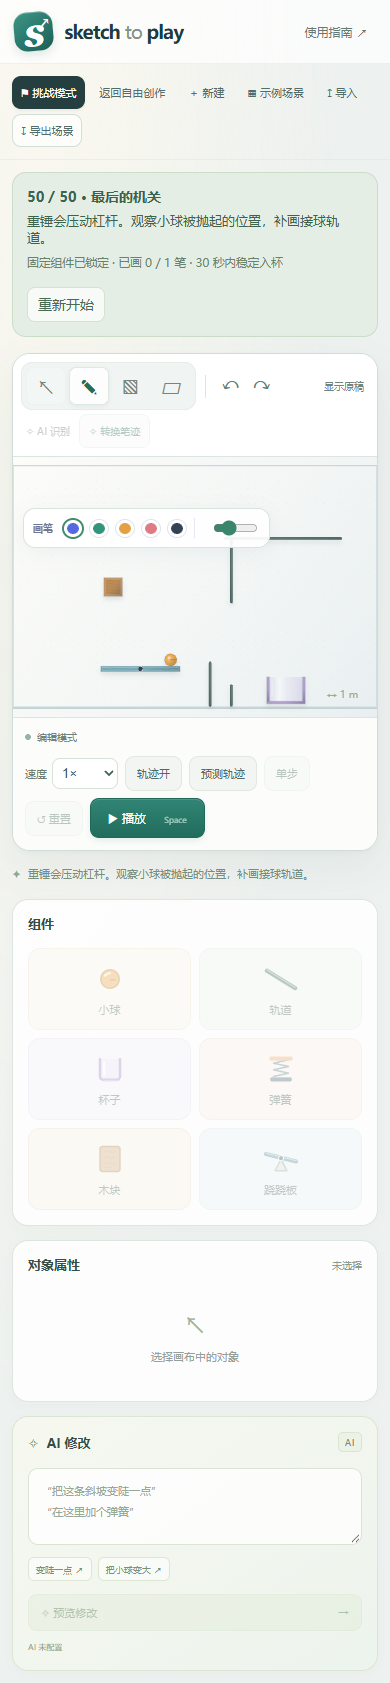 sketch to play
使用指南 ↗
⚑ 挑战模式 返回自由创作 + 新建 ▦ 示例场景 ↥ 导入
↧ 导出场景
50 / 50 • 最后的机关
重锤会压动杠杆。观察小球被抛起的位置，补画接球轨
道。
固定组件已锁定 · 已画 0 / 1 笔 · 30 秒内稳定入杯
重新开始
显示原稿
✧ AI 识别 ✧ 转换笔迹
画笔
↔ 1 m
编辑模式
速度 1× 轨迹开 预测轨迹 单步
↺ 重置 ▶ 播放 Space
✦ 重锤会压动杠杆。观察小球被抛起的位置，补画接球轨道。
组件
小球 轨道
杯子 弹簧
木块 跷跷板
对象属性 未选择
选择画布中的对象
✧ AI 修改 AI
“把这条斜坡变陡一点”
“在这里加个弹簧”
变陡一点 ↗ 把小球变大 ↗
✧ 预览修改 →
AI 未配置